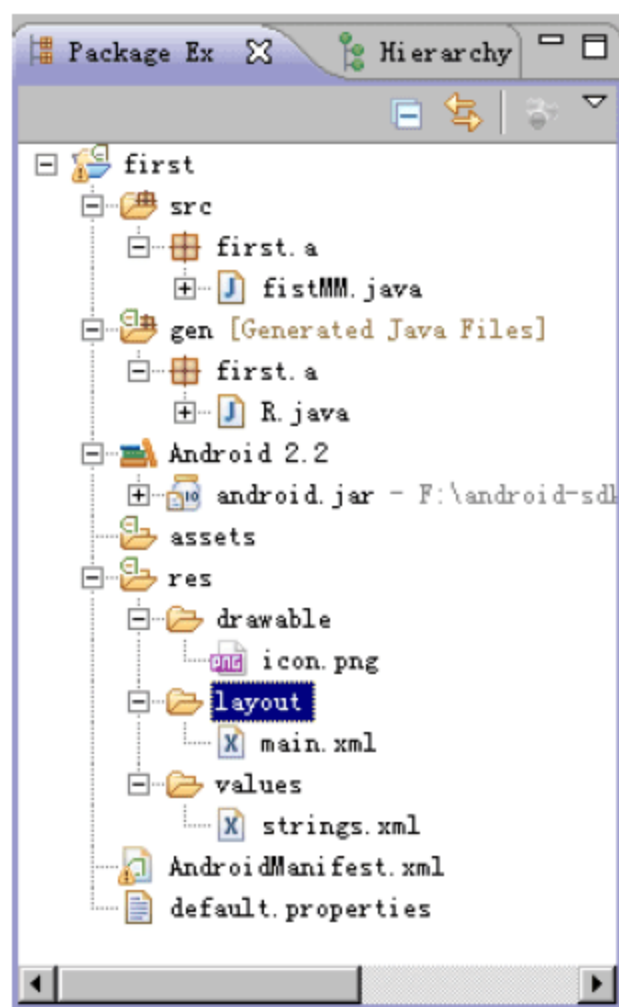 Package Ex
Hierarchy
first
src
first.a
fistMM.java
gen [Generated Java Files]
first.a
R.java
Android 2.2
android.jar - F:\android-sdk
assets
res
drawable
icon.png
layout
main.xml
values
strings.xml
AndroidManifest.xml
default.properties